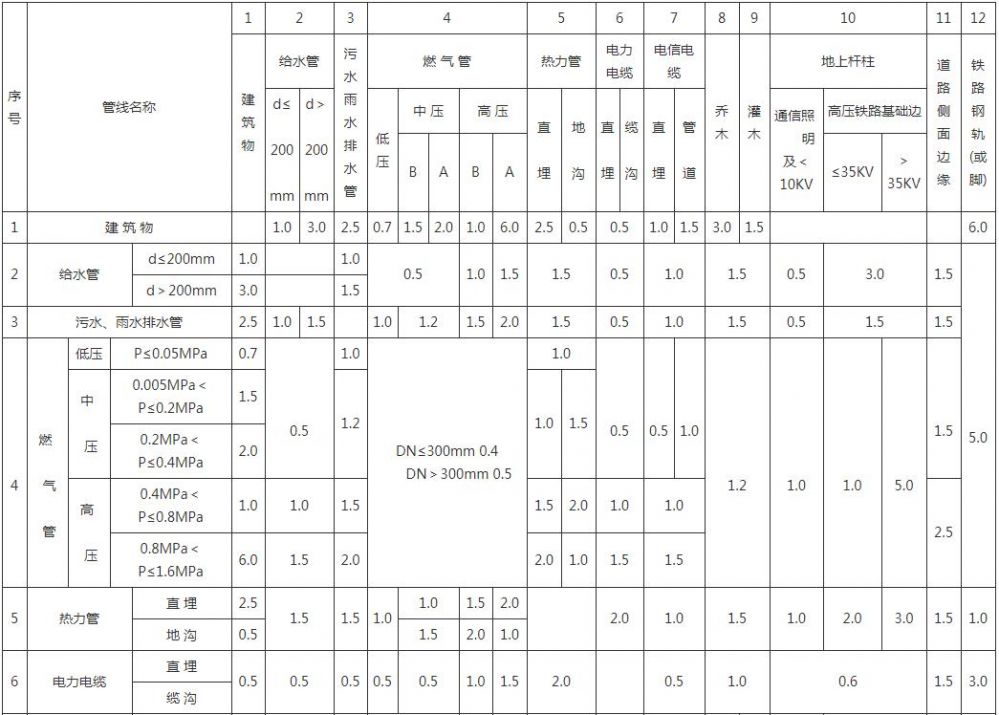 序号 管线名称 1 2 3 4 5 6 7 8 9 10 11 12
建筑物 给水管 污水雨水排水管 燃 气 管 热力管 电力电缆 电信电缆 乔木 灌木 地上杆柱 道路侧面边缘 铁路钢轨(或脚)
d≤200mm d＞200mm 低压 中 压 高 压 直埋 地沟 直埋 缆沟 直埋 管道 通信照明及＜10KV 高压铁路基础边
B A B A ≤35KV ＞35KV
1 建 筑 物 1.0 3.0 2.5 0.7 1.5 2.0 1.0 6.0 2.5 0.5 0.5 1.0 1.5 3.0 1.5 6.0
2 给水管 d≤200mm 1.0 1.0 0.5 1.0 1.5 1.5 0.5 1.0 1.5 0.5 3.0 1.5 5.0
d＞200mm 3.0 1.5
3 污水、雨水排水管 2.5 1.0 1.5 1.0 1.2 1.5 2.0 1.5 0.5 1.0 1.5 0.5 1.5 1.5
4 燃气管 低压 P≤0.05MPa 0.7 0.5 1.0 DN≤300mm 0.4 1.0 0.5 0.5 1.0 1.2 1.0 1.0 5.0 1.5
DN＞300mm 0.5
中压 0.005MPa＜ 1.5 1.2 1.0 1.5
P≤0.2MPa
0.2MPa＜ 2.0
P≤0.4MPa
高压 0.4MPa＜ 1.0 1.0 1.5 1.5 2.0 1.0 1.0 2.5
P≤0.8MPa
0.8MPa＜ 6.0 1.5 2.0 2.0 1.0 1.5 1.5
P≤1.6MPa
5 热力管 直 埋 2.5 1.5 1.5 1.0 1.0 1.5 2.0 2.0 1.0 1.5 1.0 2.0 3.0 1.5 1.0
地 沟 0.5 1.5 2.0 1.0
6 电力电缆 直 埋 0.5 0.5 0.5 0.5 0.5 1.0 1.5 2.0 0.5 1.0 0.6 1.5 3.0
缆 沟